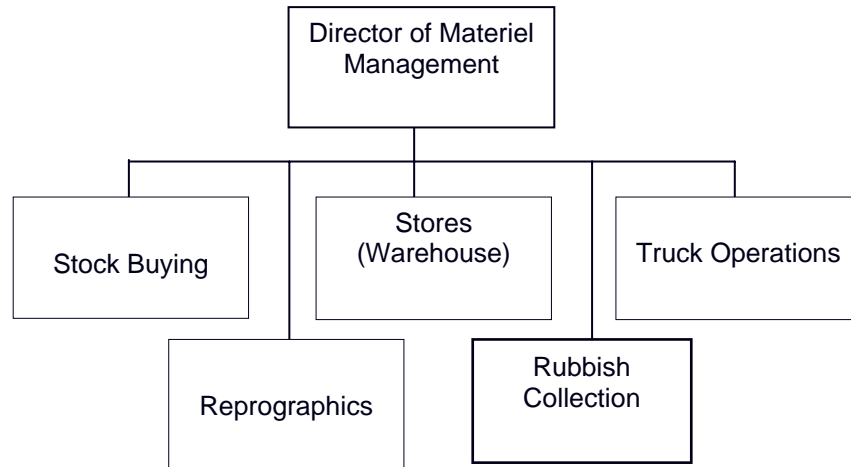 Director of Materiel
Management
Stock Buying
Stores
(Warehouse)
Truck Operations
Reprographics
Rubbish
Collection